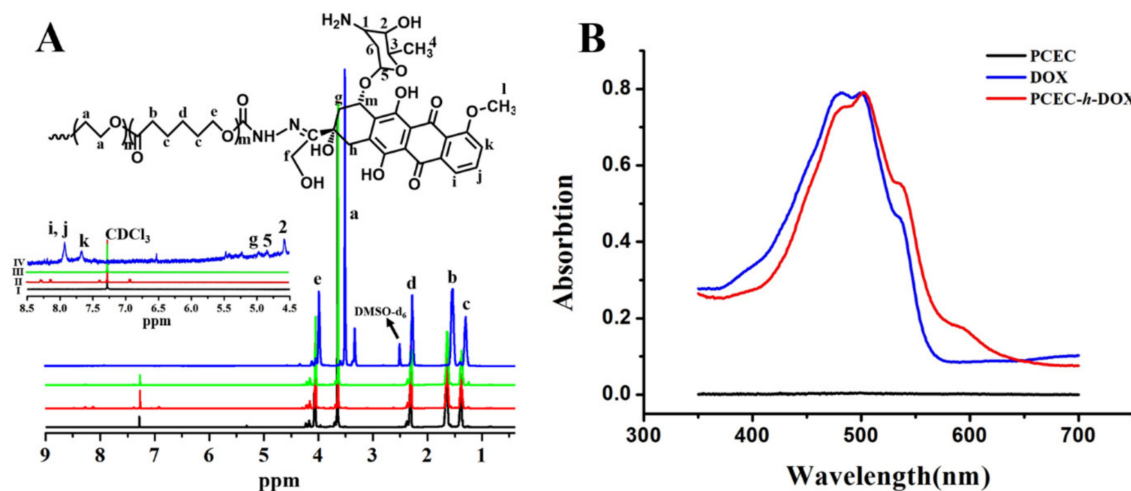 A
H₂N
1
2
OH
6
3
4
CH₃
5
O
O
g
m
OH
O
O
l
CH₃
a
O
b
d
e
O
O
NH
N
a
n
O
c
c
m
HO
h
k
f
OH
OH
O
i
j
a
i, j
k
CDCl₃
g 5
2
IV
III
II
I
8.5 8.0 7.5 7.0 6.5 6.0 5.5 5.0 4.5
ppm
e
DMSO-d₆
d
b
c
9 8 7 6 5 4 3 2 1
ppm
B
PCEC
DOX
PCEC-h-DOX
0.8
0.6
0.4
0.2
0.0
Absorbtion
300 400 500 600 700
Wavelength(nm)